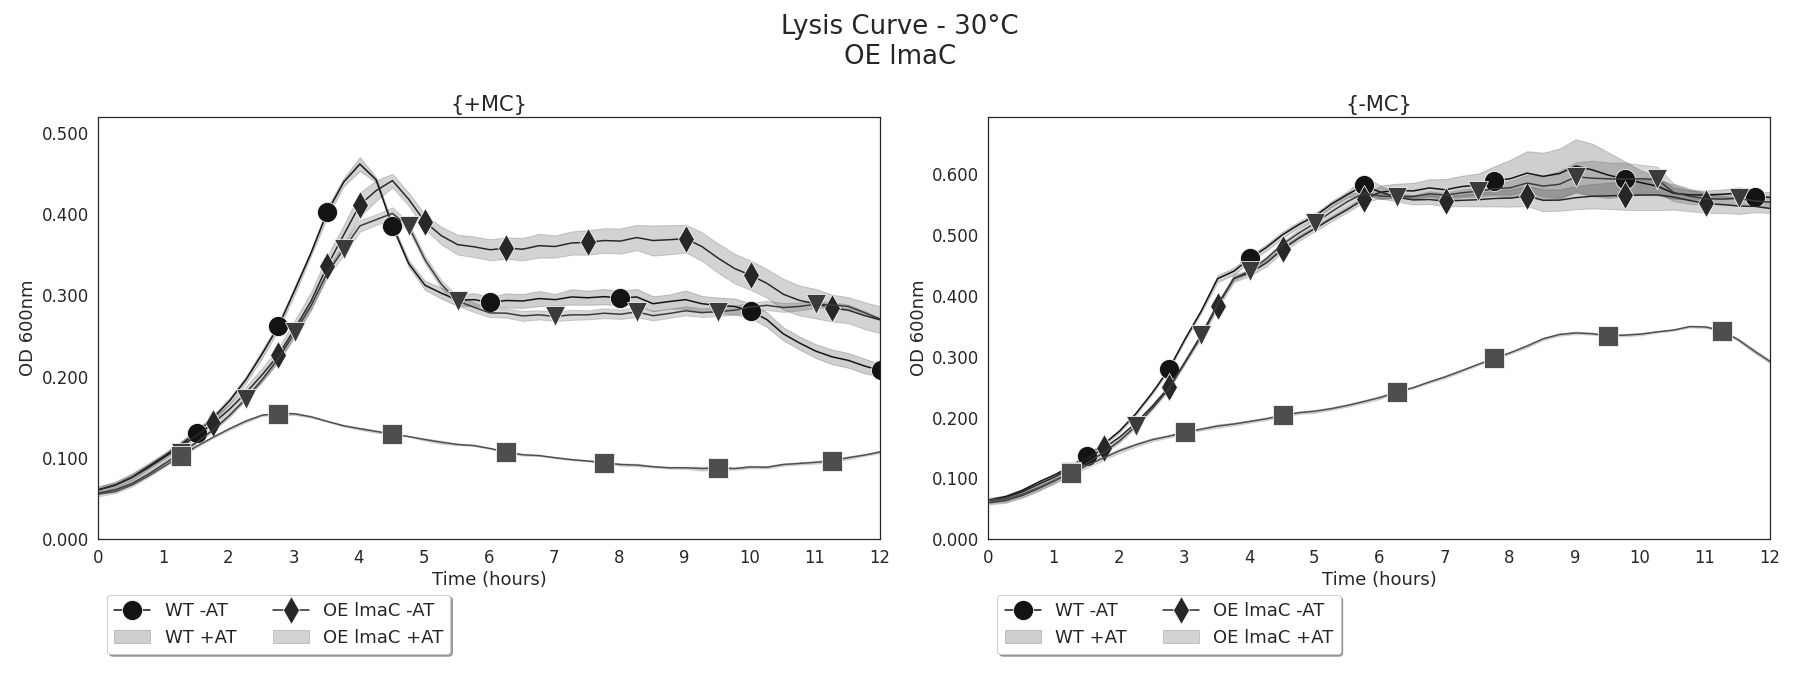 Lysis Curve - 30°C
OE lmaC
{+MC}
0.500
0.400
0.300
0.200
0.100
0.000
OD 600nm
0 1 2 3 4 5 6 7 8 9 10 11 12
Time (hours)
WT -AT OE lmaC -AT
WT +AT OE lmaC +AT
{-MC}
0.600
0.500
0.400
0.300
0.200
0.100
0.000
OD 600nm
0 1 2 3 4 5 6 7 8 9 10 11 12
Time (hours)
WT -AT OE lmaC -AT
WT +AT OE lmaC +AT